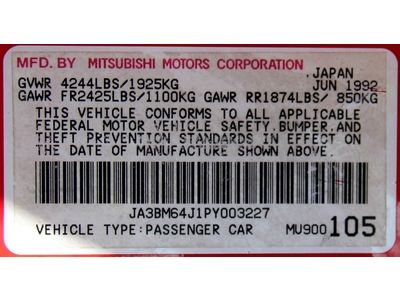 MFD. BY MITSUBISHI MOTORS CORPORATION
JAPAN
GVWR 4244LBS/1925KG JUN 1992
GAWR FR2425LBS/1100KG GAWR RR1874LBS/ 850KG
THIS VEHICLE CONFORMS TO ALL APPLICABLE
FEDERAL MOTOR VEHICLE SAFETY,BUMPER,AND
THEFT PREVENTION STANDARDS IN EFFECT ON
THE DATE OF MANUFACTURE SHOWN ABOVE.
JA3BM64J1PY003227
VEHICLE TYPE:PASSENGER CAR MU900 105